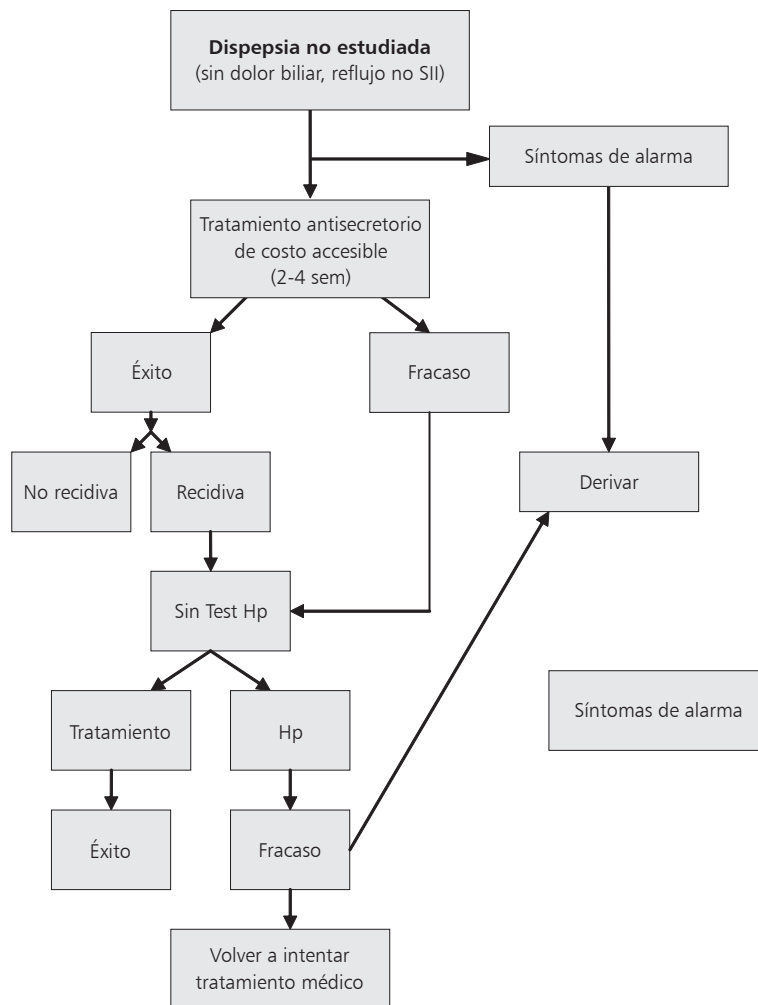 Dispepsia no estudiada
(sin dolor biliar, reflujo no SII)
Síntomas de alarma
Tratamiento antisecretorio
de costo accesible
(2-4 sem)
Éxito
Fracaso
No recidiva
Recidiva
Derivar
Sin Test Hp
Síntomas de alarma
Tratamiento
Hp
Éxito
Fracaso
Volver a intentar
tratamiento médico